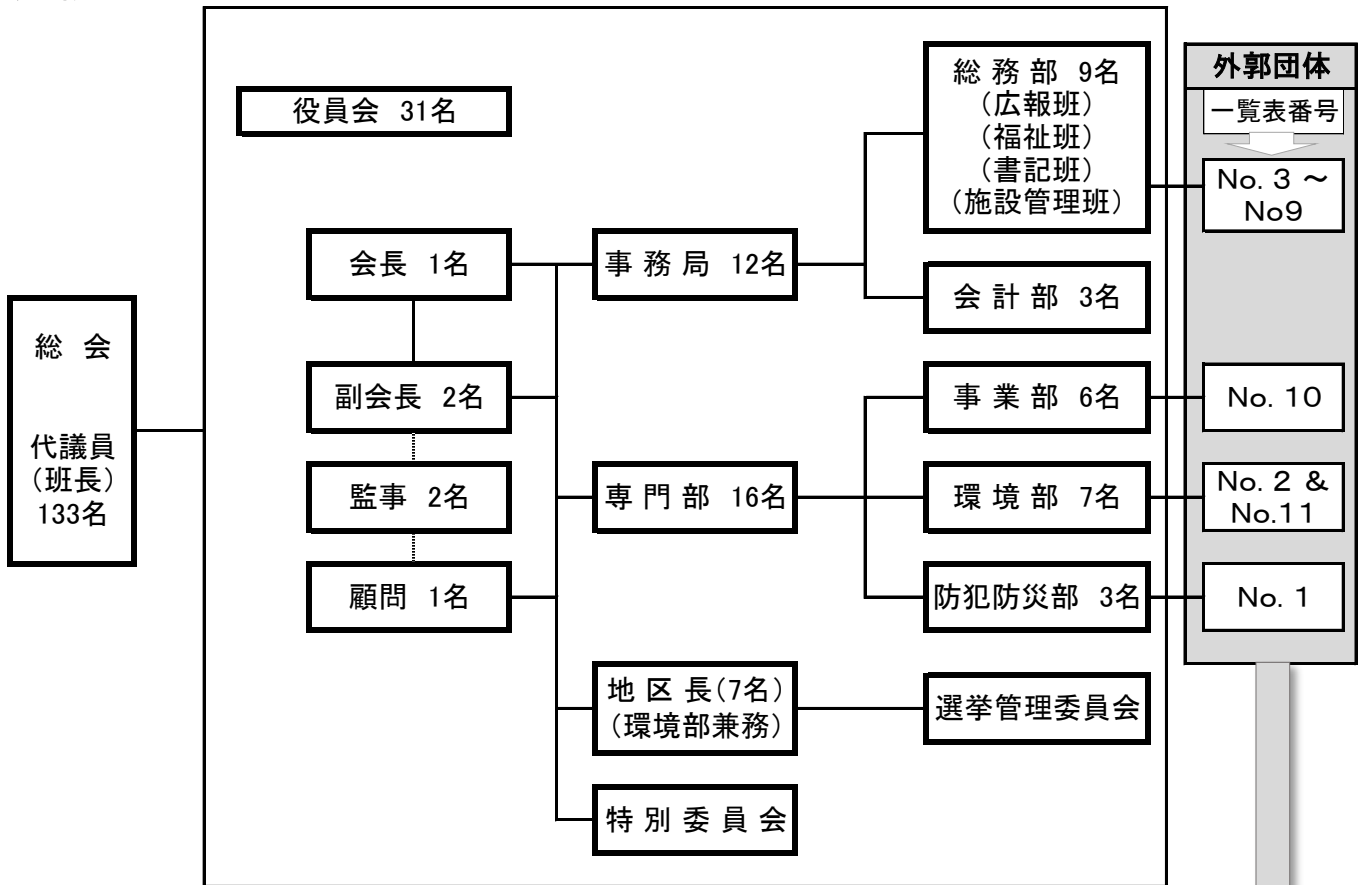 総 会
代議員
(班長)
133名
役員会 31名
会長 1名
副会長 2名
監事 2名
顧問 1名
事 務 局 12名
専 門 部 16名
地 区 長(7名)
(環境部兼務)
特 別 委 員 会
総 務 部 9名
(広報班)
(福祉班)
(書記班)
(施設管理班)
会 計 部 3名
事 業 部 6名
環 境 部 7名
防犯防災部 3名
選挙管理委員会
外郭団体
一覧表番号
No. 3 ～
No9
No. 10
No. 2 &
No.11
No. 1